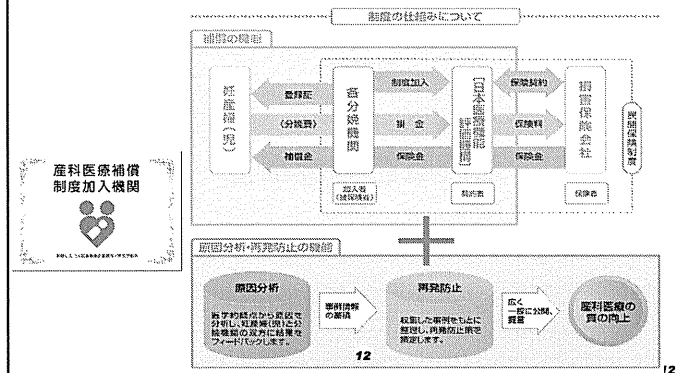 制度の仕組みについて
補償の機能
妊産婦(児)
登録証
(分娩費)
補償金
各分娩機関
加入者
(被保険者)
制度加入
掛 金
保険金
日本医療機能
評価機構
契約者
保険契約
保険料
保険金
損害保険会社
保険者
民間保険制度
産科医療補償
制度加入機関
原因分析・再発防止の機能
原因分析
医学的観点から原因を
分析し、妊産婦(児)と分
娩機関の双方に結果を
フィードバックします。
事例情報
の蓄積
再発防止
収集した事例をもとに
整理し、再発防止策を
策定します。
広く
一般に公開、
提言
産科医療の
質の向上
12
12